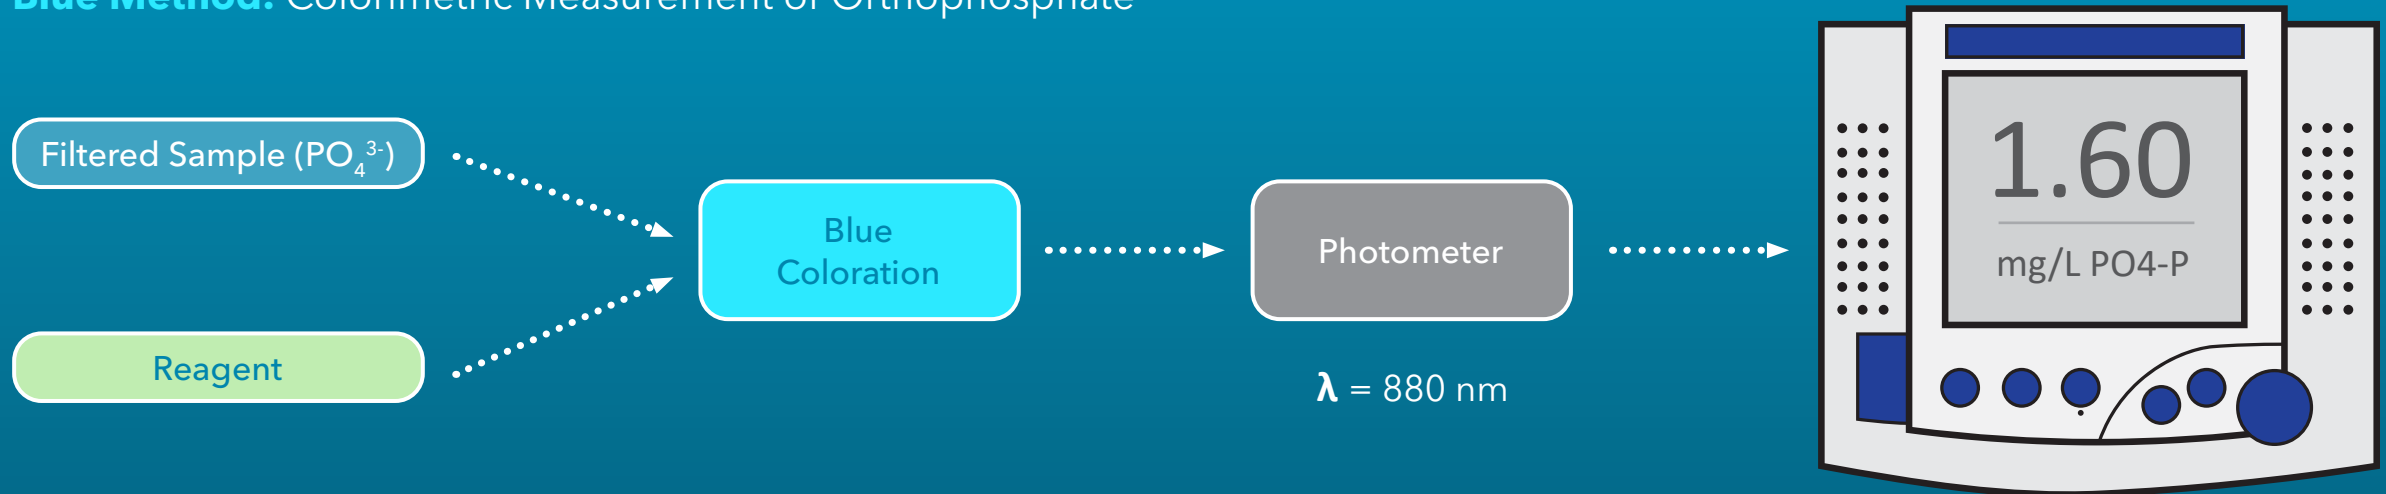 Blue Method: Colorimetric Measurement of Orthophosphate
Filtered Sample (PO₄³⁻)
Reagent
Blue
Coloration
Photometer
λ = 880 nm
1.60
mg/L PO4-P